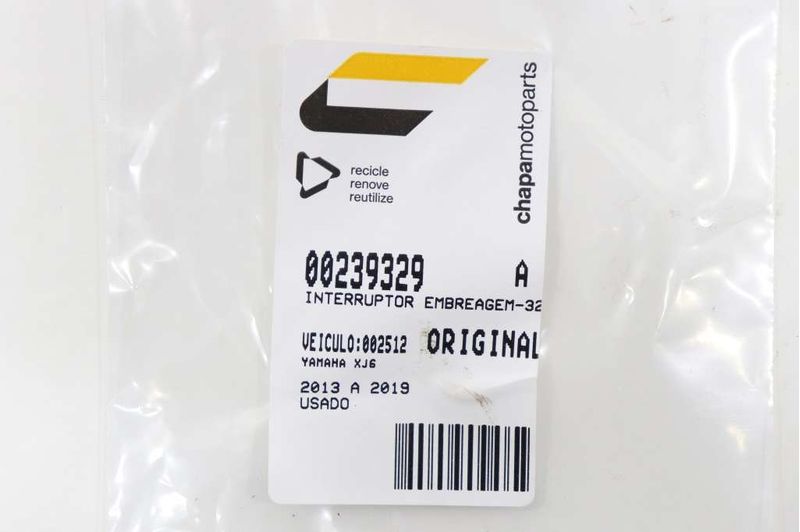 chapamotoparts
recicle
renove
reutilize
00239329 A
INTERRUPTOR EMBREAGEM-32
VEICULO:002512 ORIGINAL
YAMAHA XJ6
2013 A 2019
USADO